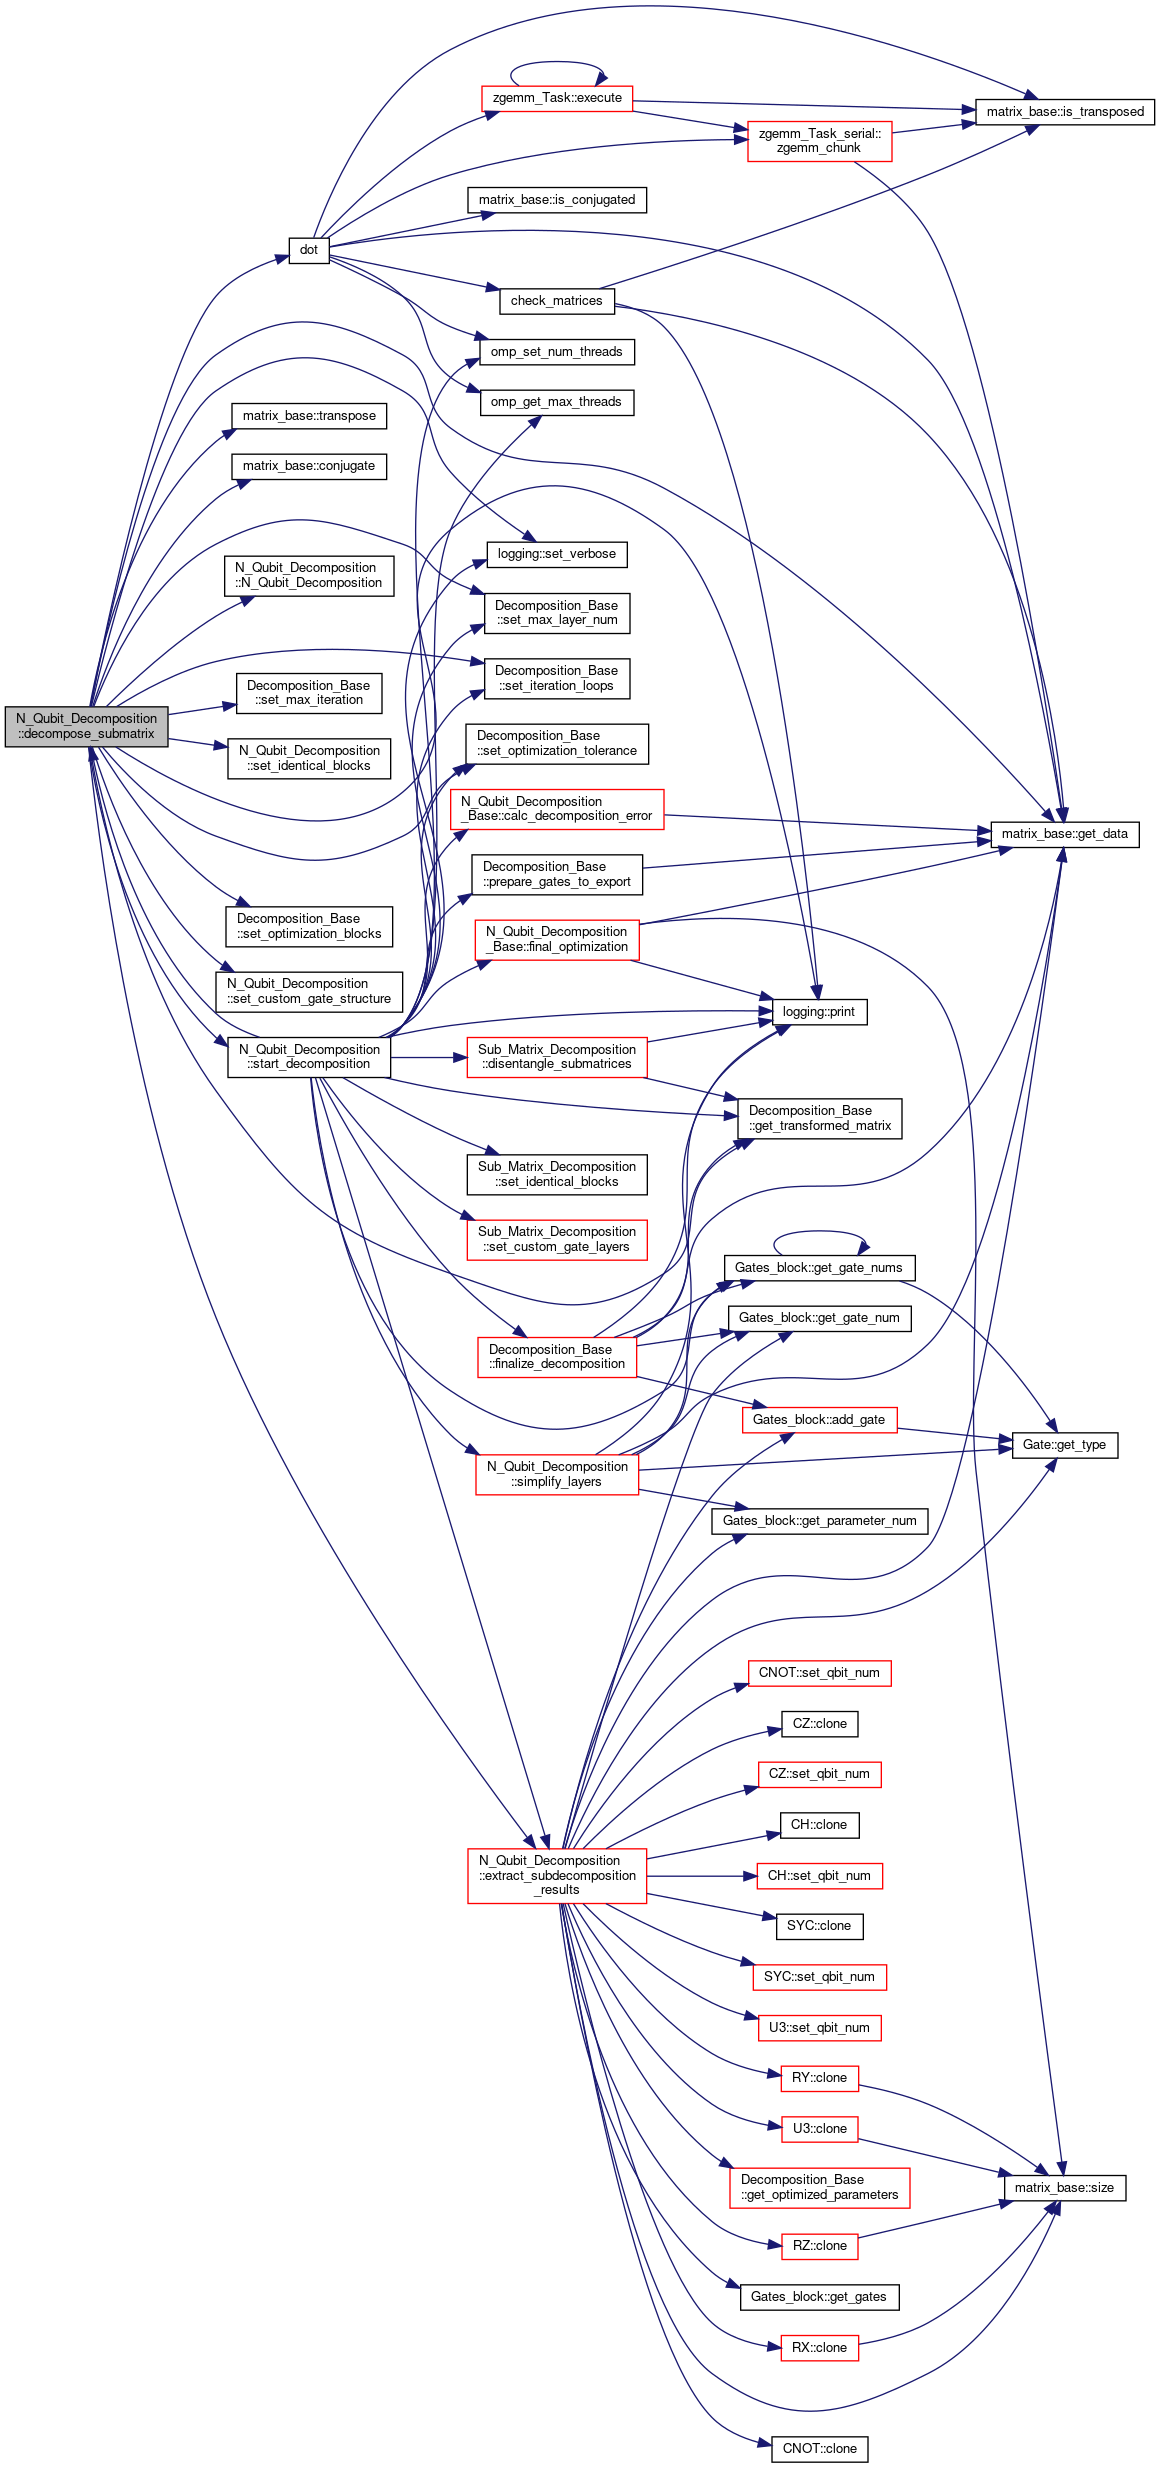 zgemm_Task::execute
matrix_base::is_transposed
zgemm_Task_serial::
zgemm_chunk
matrix_base::is_conjugated
dot
check_matrices
omp_set_num_threads
omp_get_max_threads
matrix_base::transpose
matrix_base::conjugate
logging::set_verbose
N_Qubit_Decomposition
::N_Qubit_Decomposition
Decomposition_Base
::set_max_layer_num
Decomposition_Base
::set_iteration_loops
Decomposition_Base
::set_max_iteration
N_Qubit_Decomposition
::decompose_submatrix
Decomposition_Base
::set_optimization_tolerance
N_Qubit_Decomposition
::set_identical_blocks
N_Qubit_Decomposition
_Base::calc_decomposition_error
matrix_base::get_data
Decomposition_Base
::prepare_gates_to_export
Decomposition_Base
::set_optimization_blocks
N_Qubit_Decomposition
_Base::final_optimization
N_Qubit_Decomposition
::set_custom_gate_structure
logging::print
N_Qubit_Decomposition
::start_decomposition
Sub_Matrix_Decomposition
::disentangle_submatrices
Decomposition_Base
::get_transformed_matrix
Sub_Matrix_Decomposition
::set_identical_blocks
Sub_Matrix_Decomposition
::set_custom_gate_layers
Gates_block::get_gate_nums
Gates_block::get_gate_num
Decomposition_Base
::finalize_decomposition
Gates_block::add_gate
Gate::get_type
N_Qubit_Decomposition
::simplify_layers
Gates_block::get_parameter_num
CNOT::set_qbit_num
CZ::clone
CZ::set_qbit_num
CH::clone
N_Qubit_Decomposition
::extract_subdecomposition
_results
CH::set_qbit_num
SYC::clone
SYC::set_qbit_num
U3::set_qbit_num
RY::clone
U3::clone
Decomposition_Base
::get_optimized_parameters
matrix_base::size
RZ::clone
Gates_block::get_gates
RX::clone
CNOT::clone